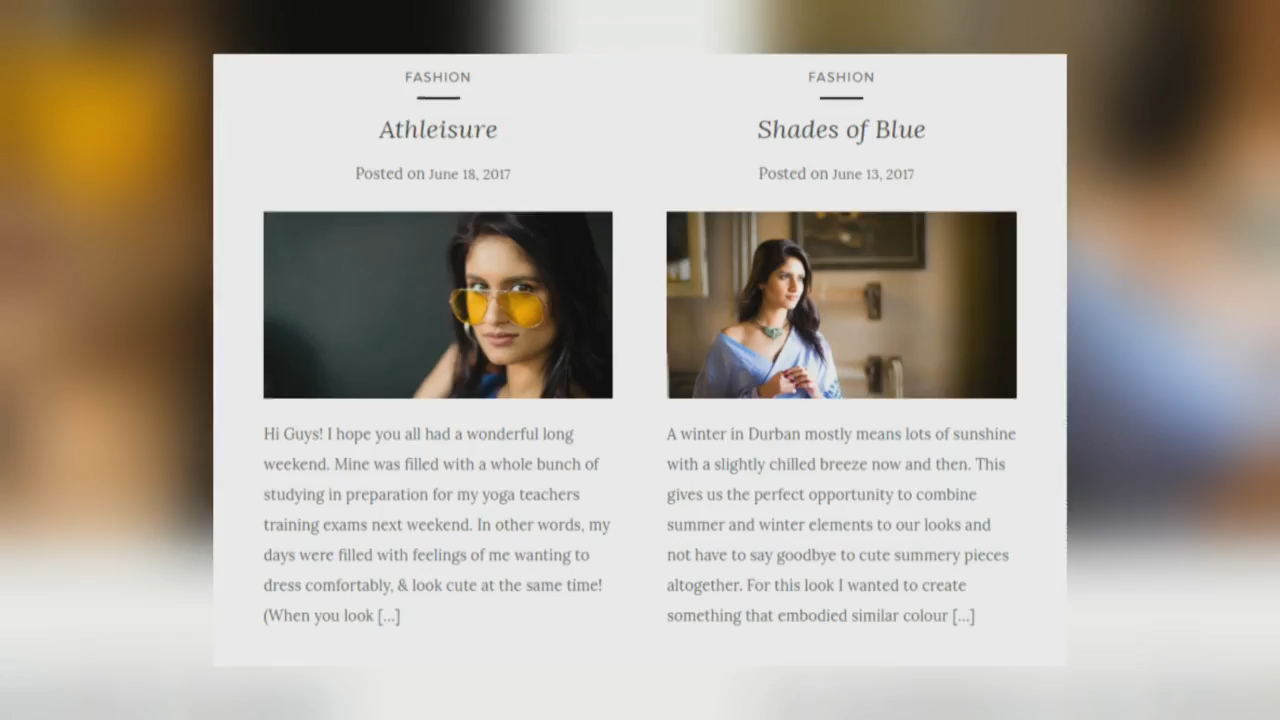 FASHION
Athleisure
Posted on June 18, 2017
Hi Guys! I hope you all had a wonderful long
weekend. Mine was filled with a whole bunch of
studying in preparation for my yoga teachers
training exams next weekend. In other words, my
days were filled with feelings of me wanting to
dress comfortably, & look cute at the same time!
(When you look [...]
FASHION
Shades of Blue
Posted on June 13, 2017
A winter in Durban mostly means lots of sunshine
with a slightly chilled breeze now and then. This
gives us the perfect opportunity to combine
summer and winter elements to our looks and
not have to say goodbye to cute summery pieces
altogether. For this look I wanted to create
something that embodied similar colour [...]